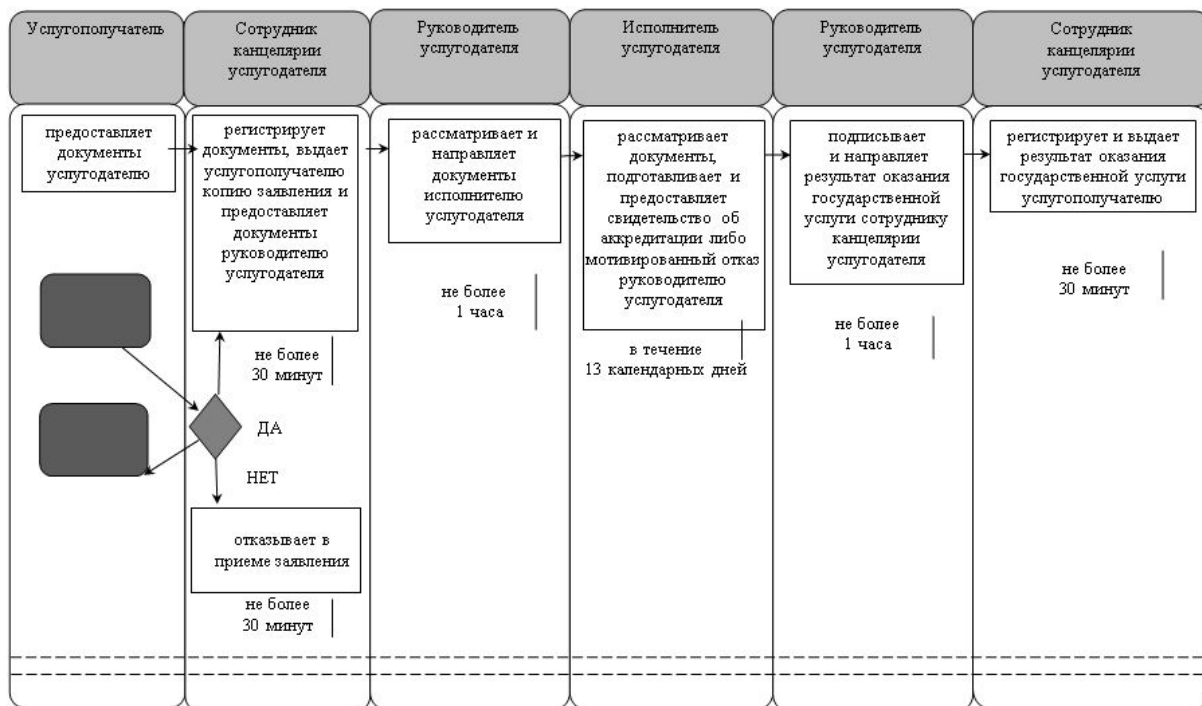 Услугополучатель
Сотрудник
канцелярии
услугодателя
Руководитель
услугодателя
Исполнитель
услугодателя
Руководитель
услугодателя
Сотрудник
канцелярии
услугодателя
предоставляет
документы
услугодателю
регистрирует
документы, выдает
услугополучателю
копию заявления и
предоставляет
документы
руководителю
услугодателя
не более
30 минут
ДА
НЕТ
отказывает в
приеме заявления
не более
30 минут
рассматривает и
направляет
документы
исполнителю
услугодателя
не более
1 часа
рассматривает
документы,
подготавливает и
предоставляет
свидетельство об
аккредитации либо
мотивированный отказ
руководителю
услугодателя
в течение
13 календарных дней
подписывает
и направляет
результат оказания
государственной
услуги сотруднику
канцелярии
услугодателя
не более
1 часа
регистрирует и выдает
результат оказания
государственной услуги
услугополучателю
не более
30 минут